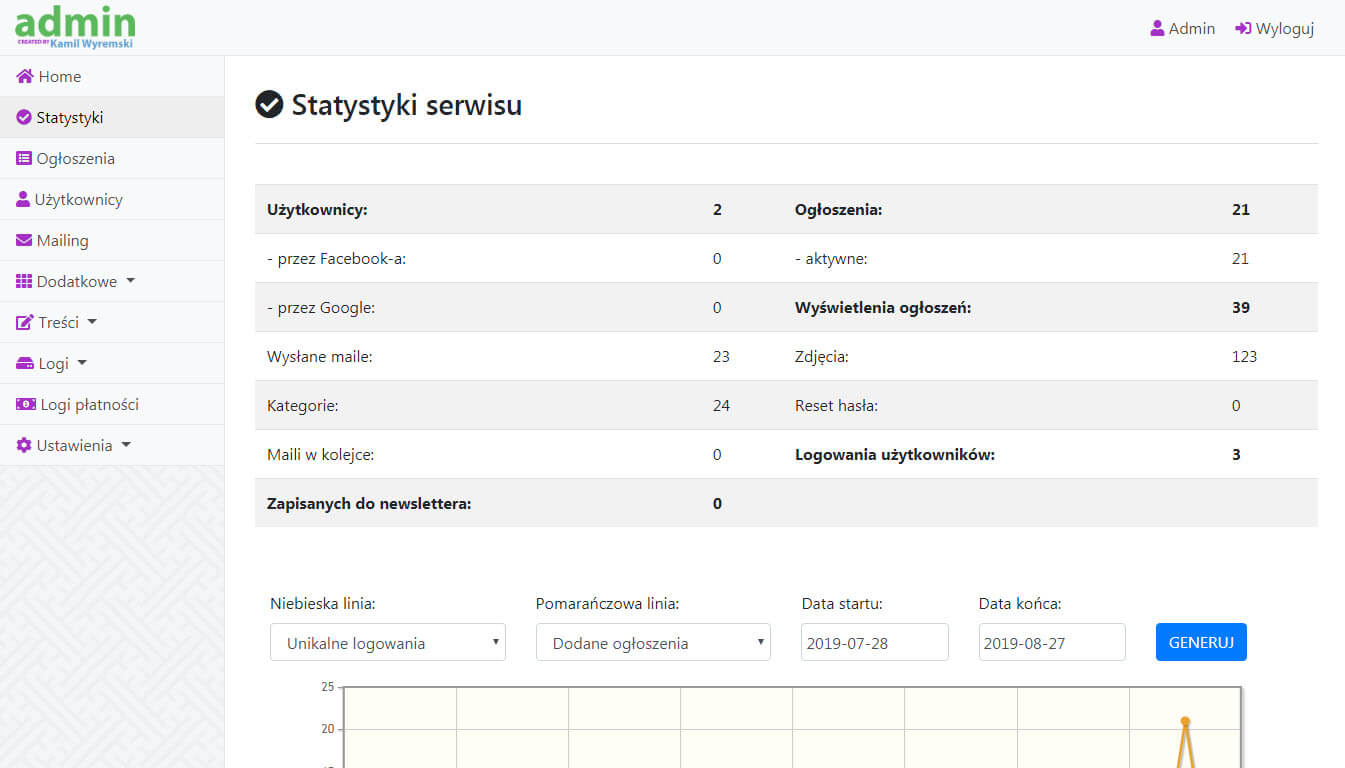 admin
CREATED BY Kamil Wyremski
Admin Wyloguj
Home
Statystyki
Ogłoszenia
Użytkownicy
Mailing
Dodatkowe
Treści
Logi
Logi płatności
Ustawienia
Statystyki serwisu
Użytkownicy: 2 Ogłoszenia: 21
- przez Facebook-a: 0 - aktywne: 21
- przez Google: 0 Wyświetlenia ogłoszeń: 39
Wysłane maile: 23 Zdjęcia: 123
Kategorie: 24 Reset hasła: 0
Maili w kolejce: 0 Logowania użytkowników: 3
Zapisanych do newslettera: 0
Niebieska linia: Pomarańczowa linia: Data startu: Data końca:
Unikalne logowania Dodane ogłoszenia 2019-07-28 2019-08-27 GENERUJ
25
20